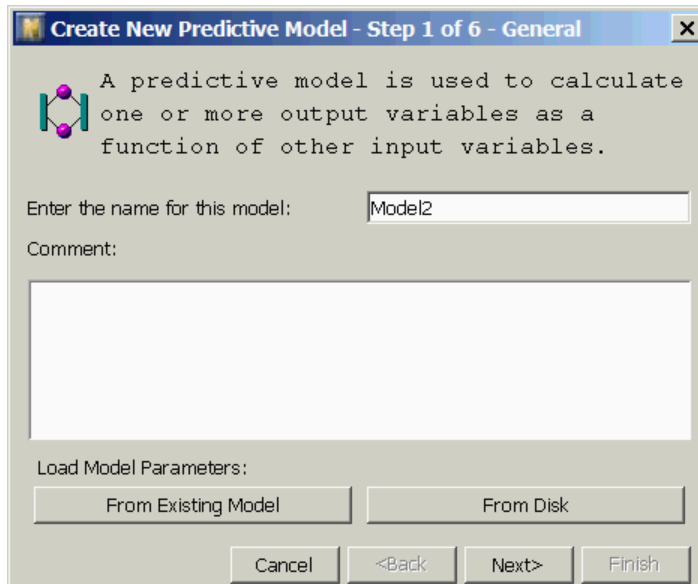 Create New Predictive Model - Step 1 of 6 - General
A predictive model is used to calculate
one or more output variables as a
function of other input variables.
Enter the name for this model: Model2
Comment:
Load Model Parameters:
From Existing Model From Disk
Cancel <Back Next> Finish